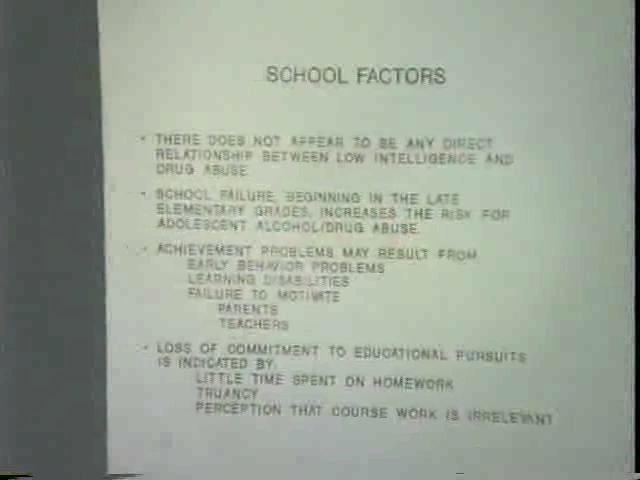 SCHOOL FACTORS
• THERE DOES NOT APPEAR TO BE ANY DIRECT
RELATIONSHIP BETWEEN LOW INTELLIGENCE AND
DRUG ABUSE.
• SCHOOL FAILURE, BEGINNING IN THE LATE
ELEMENTARY GRADES, INCREASES THE RISK FOR
ADOLESCENT ALCOHOL/DRUG ABUSE.
• ACHIEVEMENT PROBLEMS MAY RESULT FROM
EARLY BEHAVIOR PROBLEMS
LEARNING DISABILITIES
FAILURE TO MOTIVATE
PARENTS
TEACHERS
• LOSS OF COMMITMENT TO EDUCATIONAL PURSUITS
IS INDICATED BY:
LITTLE TIME SPENT ON HOMEWORK
TRUANCY
PERCEPTION THAT COURSE WORK IS IRRELEVANT